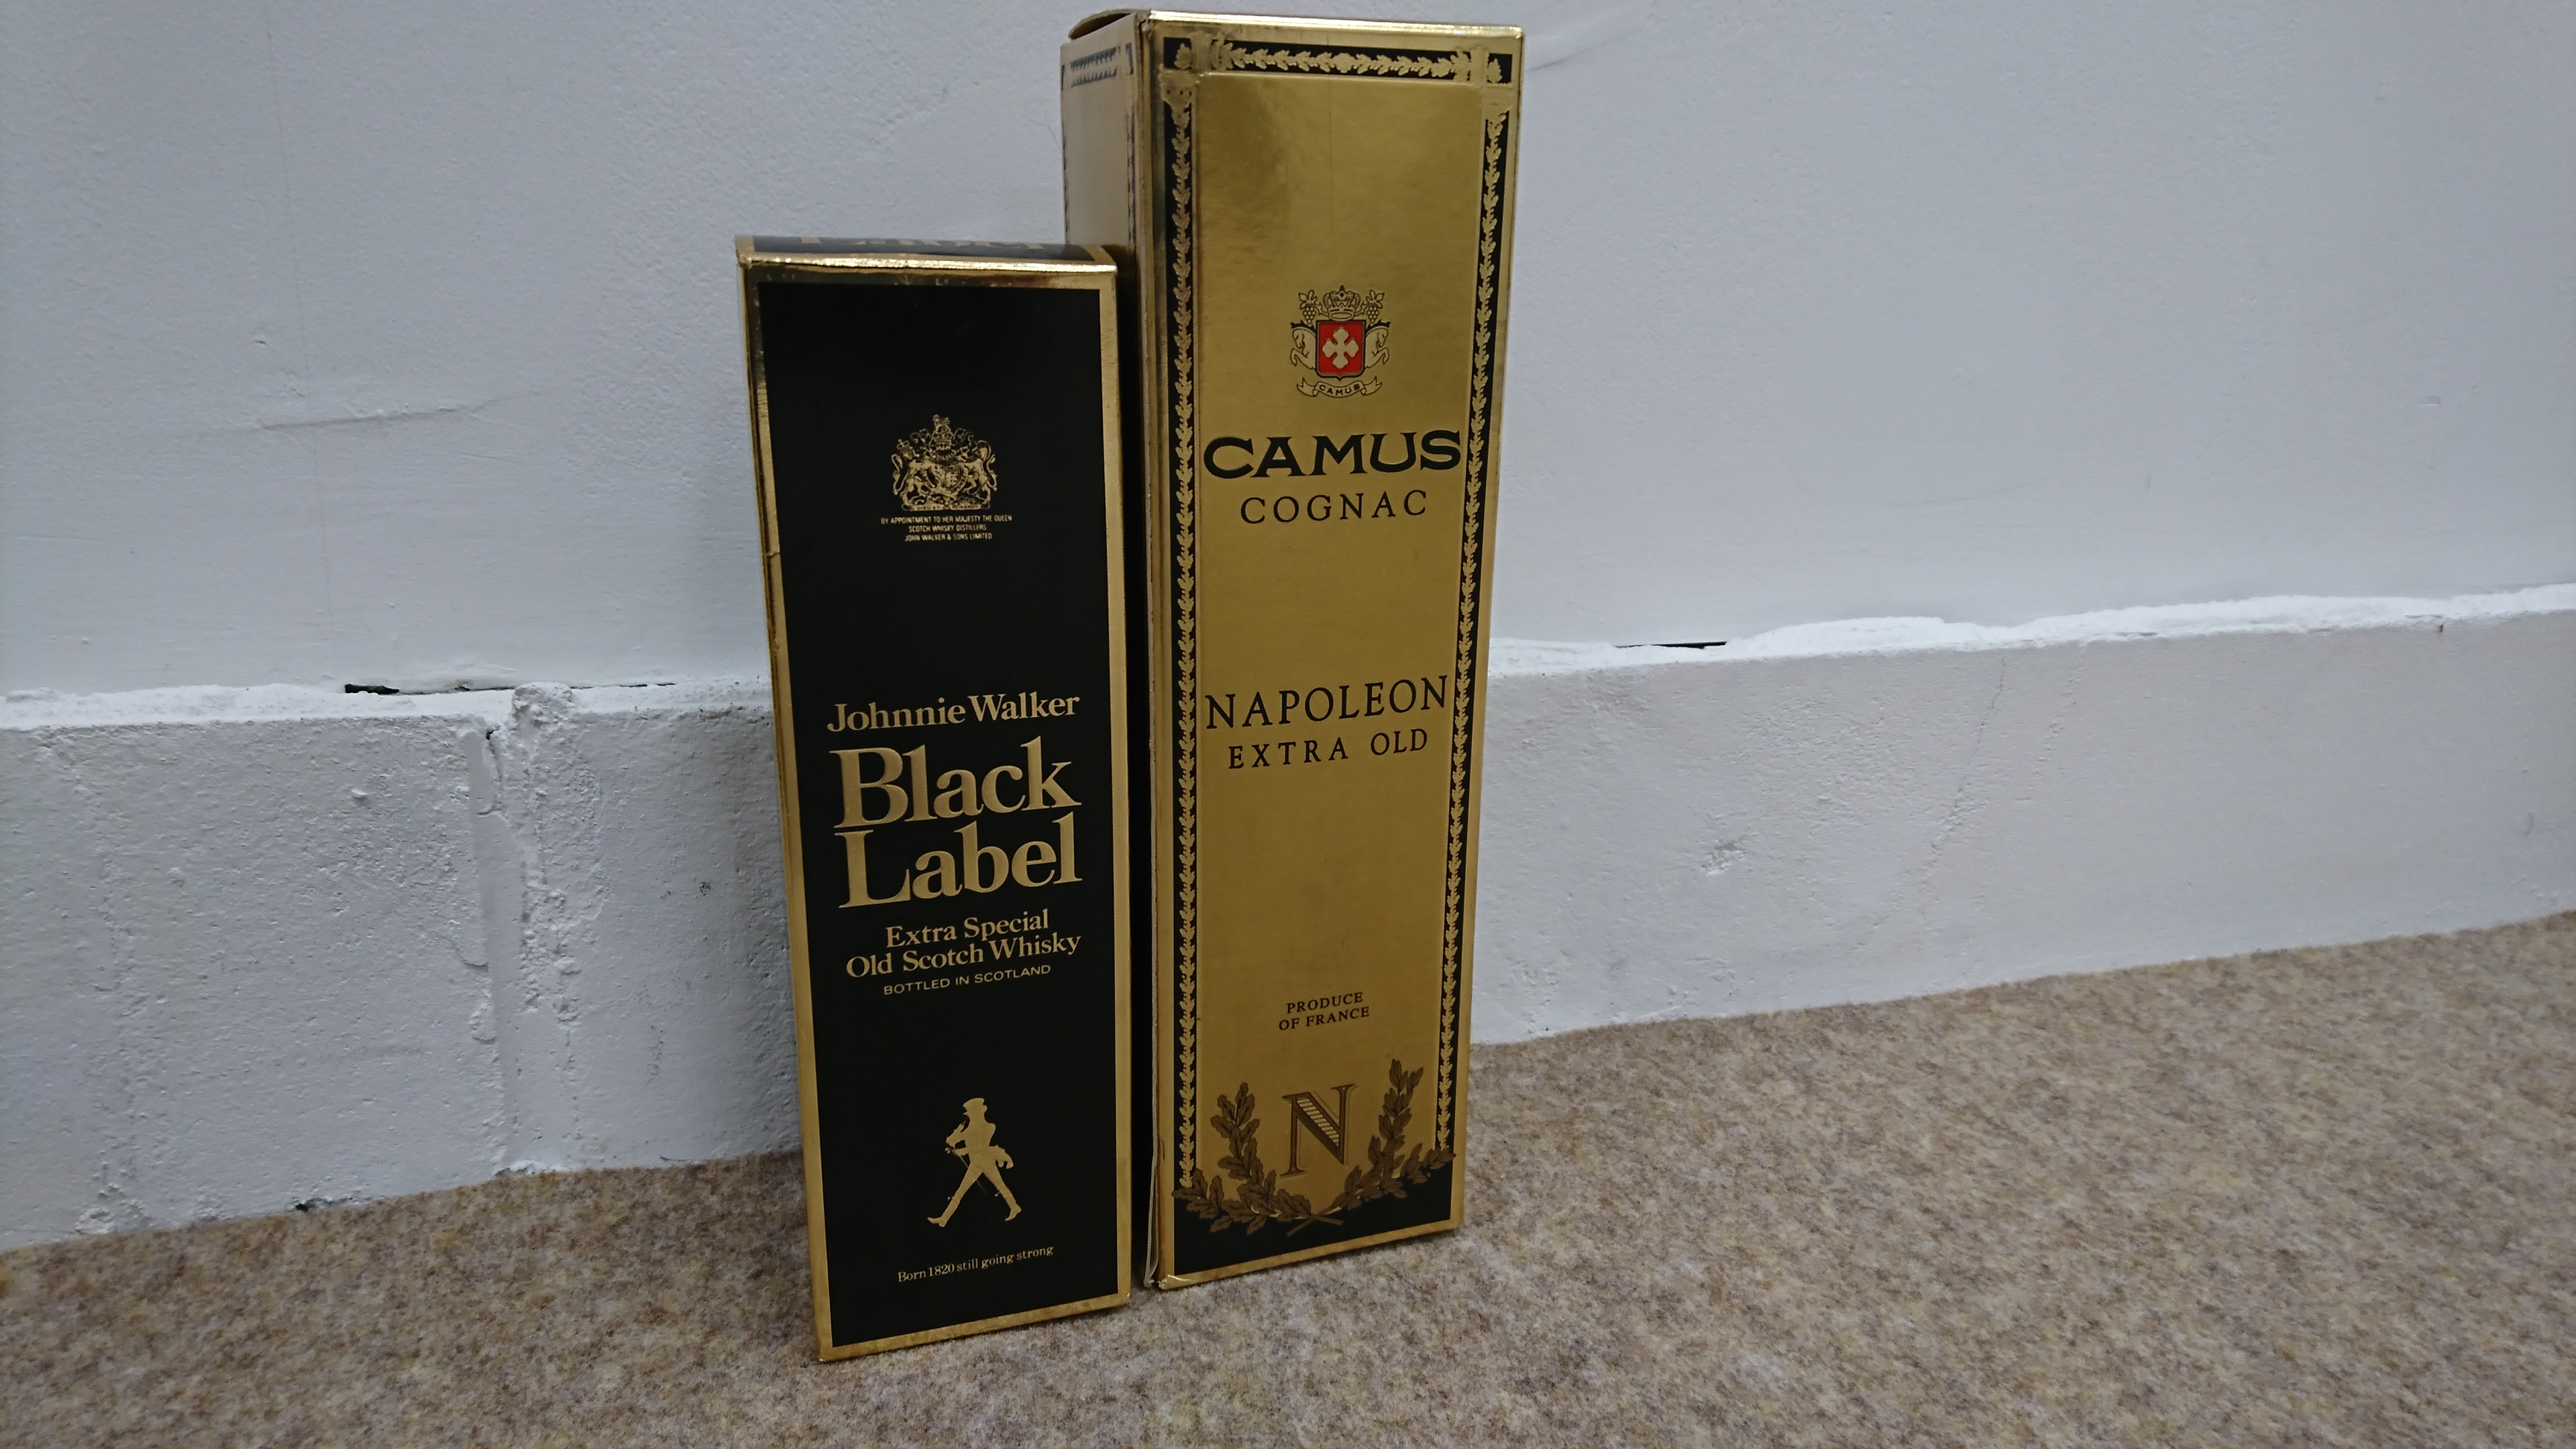 BY APPOINTMENT TO HER MAJESTY THE QUEEN
SCOTCH WHISKY DISTILLERS
JOHN WALKER & SONS LIMITED
Johnnie Walker
Black
Label
Extra Special
Old Scotch Whisky
BOTTLED IN SCOTLAND
Born 1820 still going strong
CAMUS
CAMUS
COGNAC
NAPOLEON
EXTRA OLD
PRODUCE
OF FRANCE
N